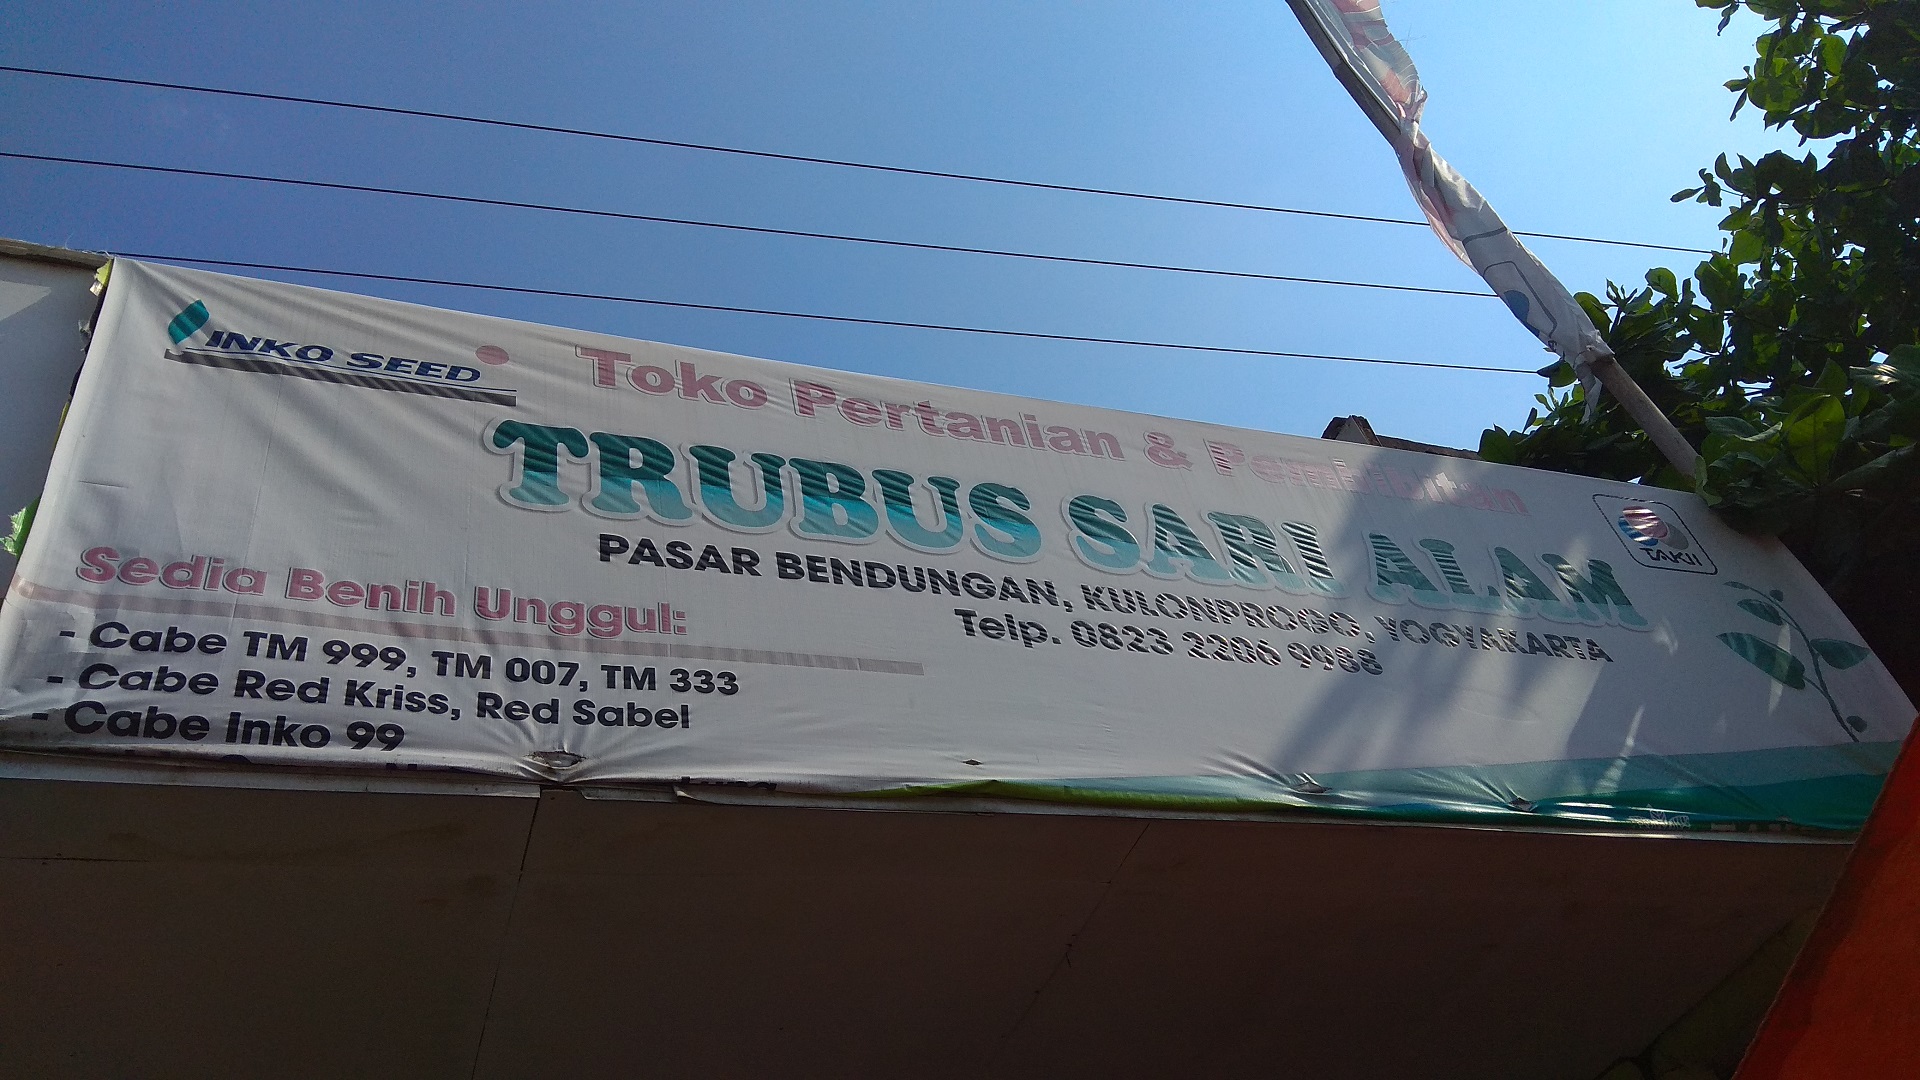 INKO SEED
Toko Pertanian & Pembibitan
TRUBUS SARI ALAM
PASAR BENDUNGAN, KULONPROGO, YOGYAKARTA
Telp. 0823 2206 9988
TAKII
Sedia Benih Unggul:
- Cabe TM 999, TM 007, TM 333
- Cabe Red Kriss, Red Sabel
- Cabe Inko 99